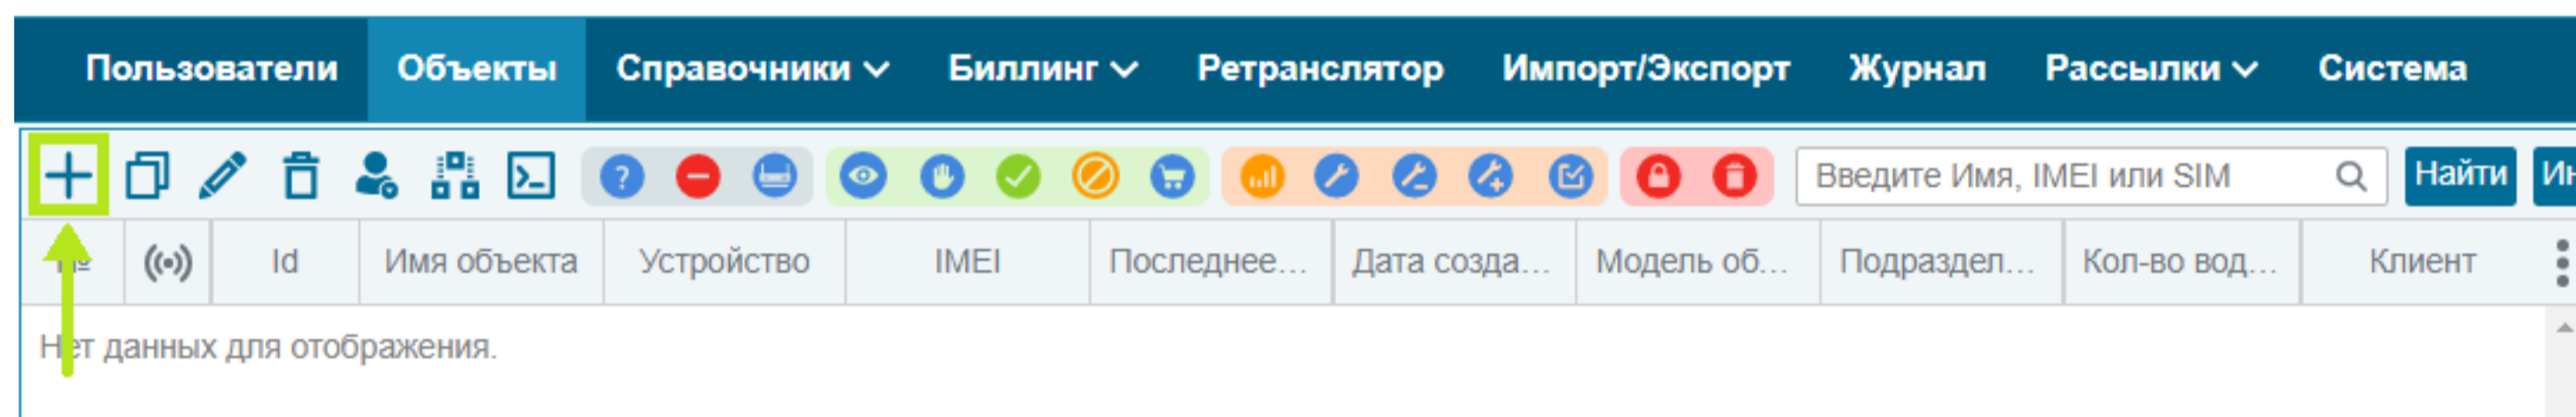 Пользователи Объекты Справочники Биллинг Ретранслятор Импорт/Экспорт Журнал Рассылки Система
Введите Имя, IMEI или SIM Найти
Id Имя объекта Устройство IMEI Последнее... Дата созда... Модель об... Подраздел... Кол-во вод... Клиент
Нет данных для отображения.